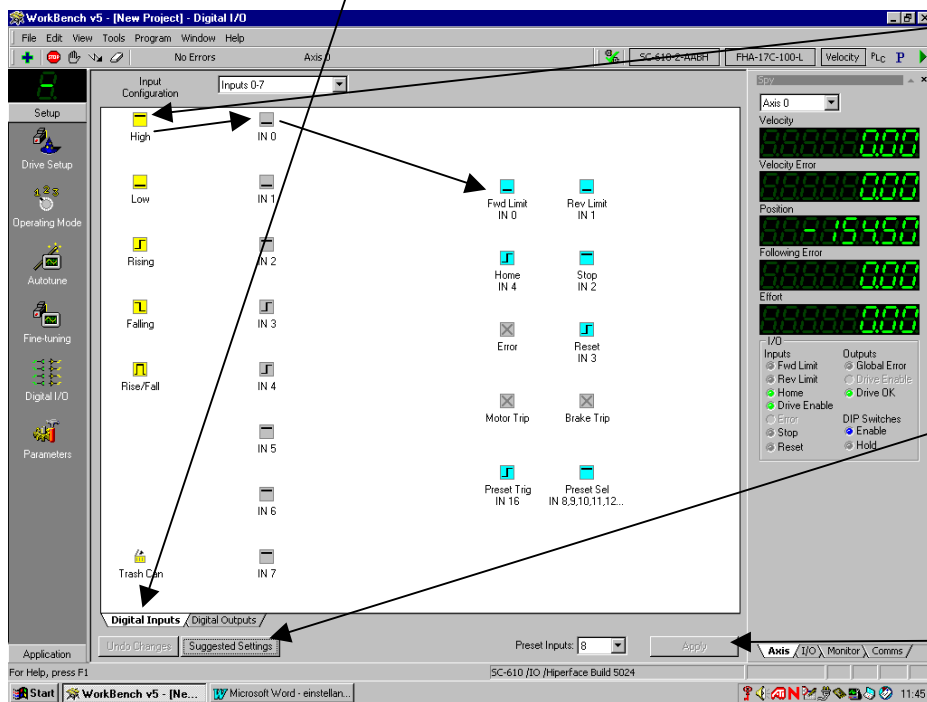 WorkBench v5 - [New Project] - Digital I/O
File Edit View Tools Program Window Help
STOP No Errors Axis 0 SC-610-2-AABH FHA-17C-100-L Velocity PLC P
Input Configuration Inputs 0-7
Setup
Drive Setup
1 2 3
Operating Mode
Autotune
Fine-tuning
Digital I/O
Parameters
Application
High IN 0
Low IN 1
Rising IN 2
Falling IN 3
Rise/Fall IN 4
IN 5
IN 6
Trash Can IN 7
Fwd Limit IN 0
Rev Limit IN 1
Home IN 4
Stop IN 2
Error
Reset IN 3
Motor Trip
Brake Trip
Preset Trig IN 16
Preset Sel IN 8,9,10,11,12...
Digital Inputs Digital Outputs
Undo Changes Suggested Settings Preset Inputs: 8 Apply
Spy
Axis 0
Velocity
0.00
Velocity Error
0.00
Position
-154.50
Following Error
0.00
Effort
0.00
I/O
Inputs
Fwd Limit
Rev Limit
Home
Drive Enable
Error
Stop
Reset
Outputs
Global Error
Drive Enable
Drive OK
DIP Switches
Enable
Hold
Axis I/O Monitor Comms
For Help, press F1 SC-610 /IO /Hiperface Build 5024
Start WorkBench v5 - [Ne... Microsoft Word - einstellan... 11:45